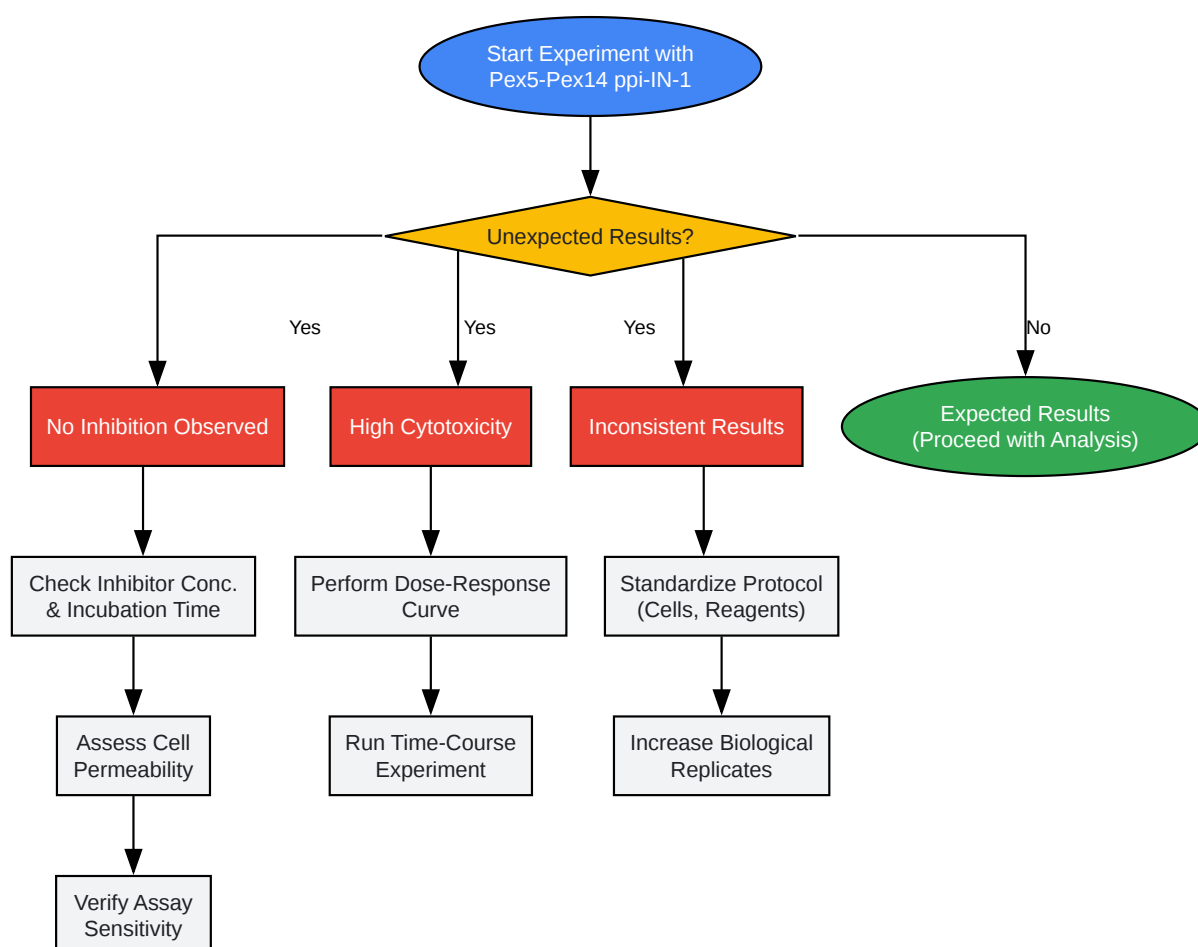 Start Experiment with
Pex5-Pex14 ppi-IN-1
Unexpected Results?
Yes
Yes
Yes
No
No Inhibition Observed
High Cytotoxicity
Inconsistent Results
Expected Results
(Proceed with Analysis)
Check Inhibitor Conc.
& Incubation Time
Perform Dose-Response
Curve
Standardize Protocol
(Cells, Reagents)
Assess Cell
Permeability
Run Time-Course
Experiment
Increase Biological
Replicates
Verify Assay
Sensitivity